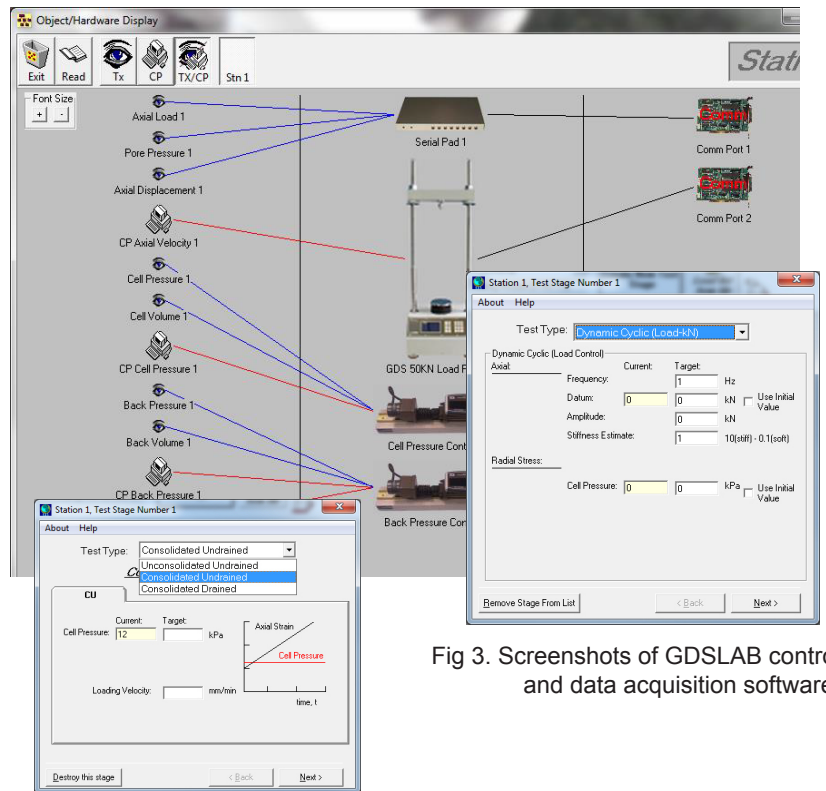 Object/Hardware Display
Exit Read Tx CP TX/CP Stn 1
Font Size
+ -
Axial Load 1
Pore Pressure 1
Axial Displacement 1
CP Axial Velocity 1
Cell Pressure 1
Cell Volume 1
CP Cell Pressure 1
Back Pressure 1
Back Volume 1
CP Back Pressure 1
Serial Pad 1
GDS 50KN Load
Cell Pressure
Back Pressure
Comm
Comm Port 1
Comm
Comm Port 2
Station 1, Test Stage Number 1
About Help
Test Type: Dynamic Cyclic (Load-kN)
Dynamic Cyclic (Load Control)
Axial: Current: Target:
Frequency: 1 Hz
Datum: 0 0 kN Use Initial Value
Amplitude: 0 kN
Stiffness Estimate: 1 10(stiff) - 0.1(soft)
Radial Stress:
Cell Pressure: 0 0 kPa Use Initial Value
Remove Stage From List < Back Next >
Station 1, Test Stage Number 1
About Help
Test Type: Consolidated Undrained
Unconsolidated Undrained
Consolidated Undrained
Consolidated Drained
CU
Current: Target:
Cell Pressure: 12 kPa
Loading Velocity: mm/min
Axial Strain
Cell Pressure
time, t
Destroy this stage < Back Next >
Fig 3. Screenshots of GDSLAB
and data acquisition software